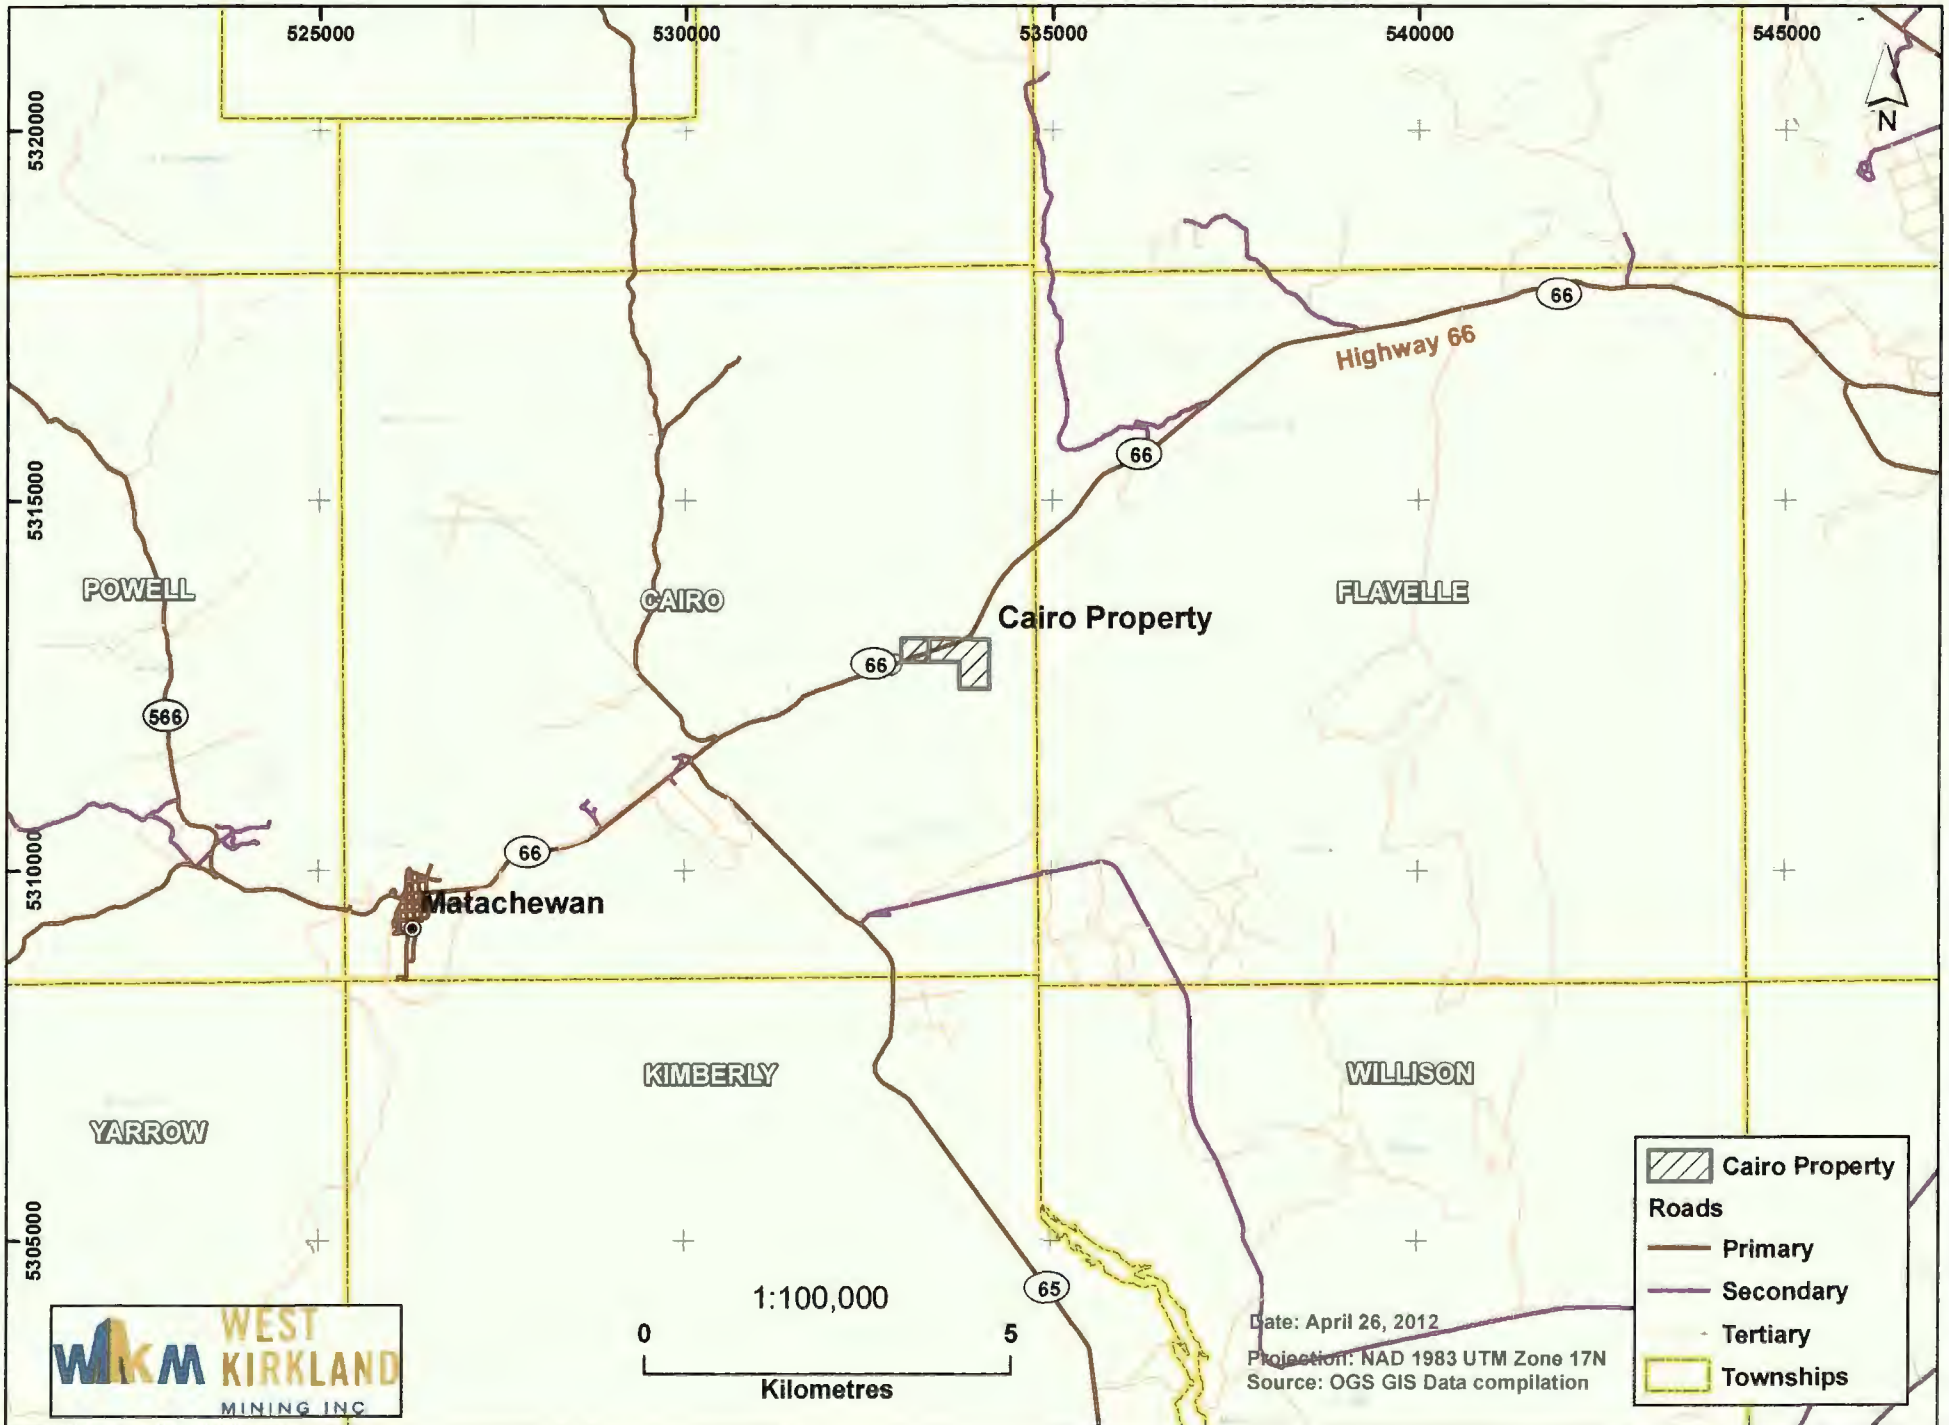 525000
530000
535000
540000
545000
5320000
5315000
5310000
5305000
N
66
Highway 66
66
POWELL
CAIRO
FLAVELLE
Cairo Property
66
566
66
Matachewan
KIMBERLY
WILLISON
YARROW
65
Cairo Property
Roads
Primary
Secondary
Tertiary
Townships
1:100,000
0 5
Kilometres
Date: April 26, 2012
Projection: NAD 1983 UTM Zone 17N
Source: OGS GIS Data compilation
WKM
WEST
KIRKLAND
MINING INC